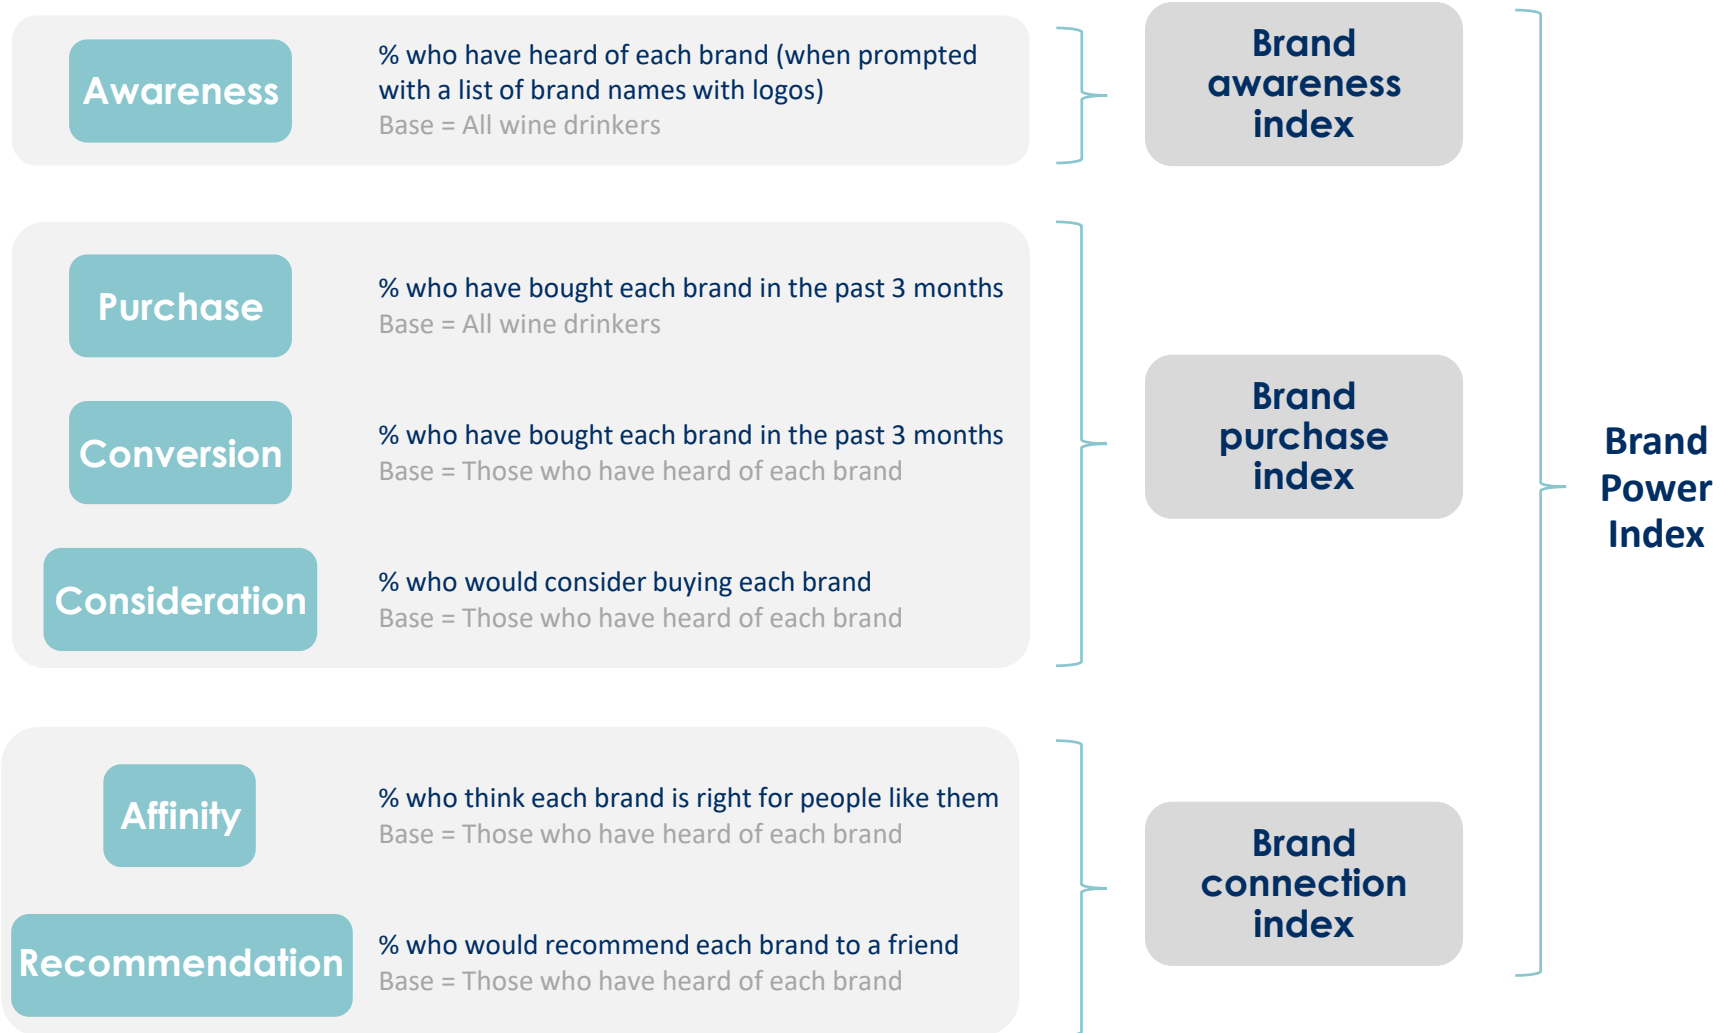 Awareness
% who have heard of each brand (when prompted
with a list of brand names with logos)
Base = All wine drinkers
Brand
awareness
index
Purchase
% who have bought each brand in the past 3 months
Base = All wine drinkers
Conversion
% who have bought each brand in the past 3 months
Base = Those who have heard of each brand
Consideration
% who would consider buying each brand
Base = Those who have heard of each brand
Brand
purchase
index
Affinity
% who think each brand is right for people like them
Base = Those who have heard of each brand
Recommendation
% who would recommend each brand to a friend
Base = Those who have heard of each brand
Brand
connection
index
Brand
Power
Index